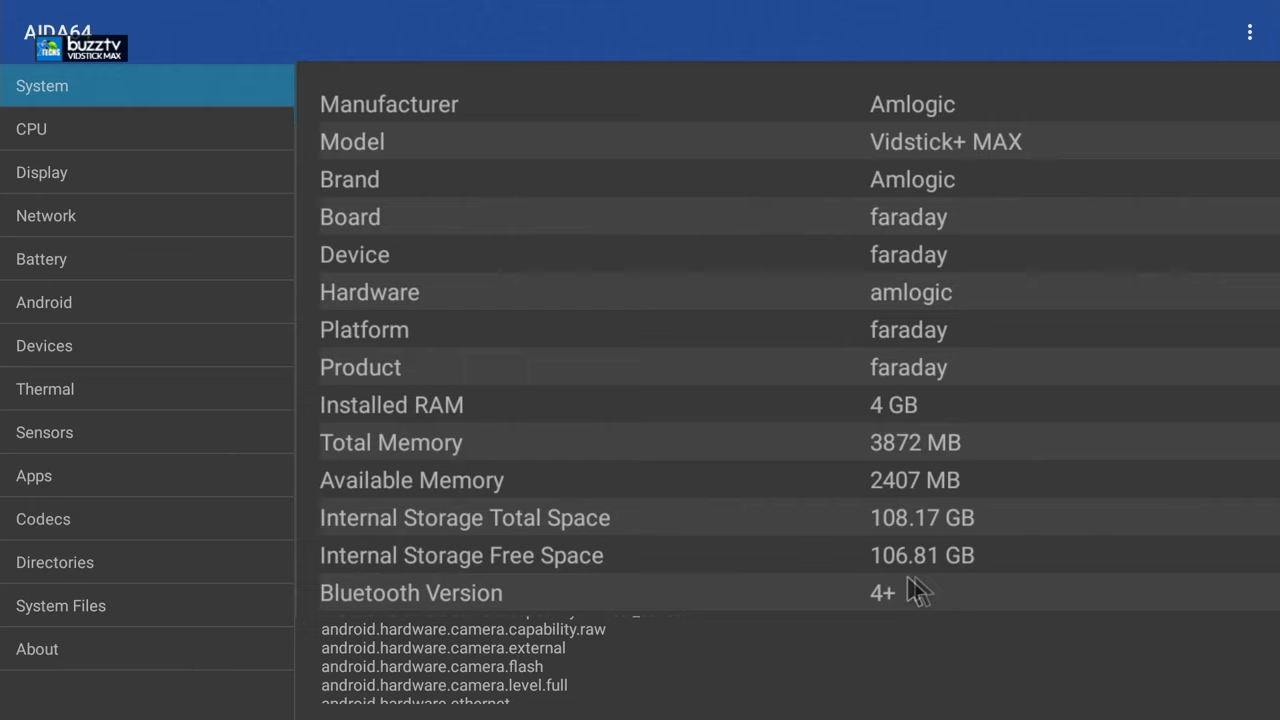 AIDA64
TECHS
buzztv
VIDSTICK MAX
System
CPU
Display
Network
Battery
Android
Devices
Thermal
Sensors
Apps
Codecs
Directories
System Files
About
Manufacturer Amlogic
Model Vidstick+ MAX
Brand Amlogic
Board faraday
Device faraday
Hardware amlogic
Platform faraday
Product faraday
Installed RAM 4 GB
Total Memory 3872 MB
Available Memory 2407 MB
Internal Storage Total Space 108.17 GB
Internal Storage Free Space 106.81 GB
Bluetooth Version 4+
android.hardware.camera.capability.raw
android.hardware.camera.external
android.hardware.camera.flash
android.hardware.camera.level.full
android.hardware.ethernet